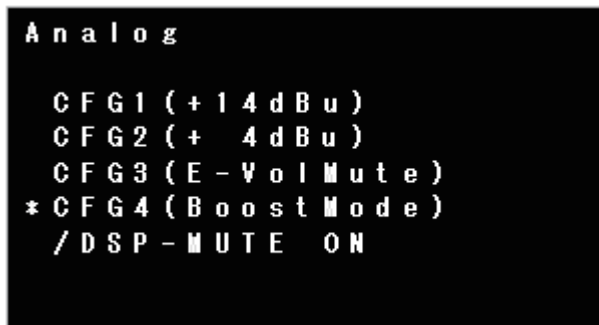 Analog
CFG1(+14dBu)
CFG2(+ 4dBu)
CFG3(E-VolMute)
*CFG4(BoostMode)
/DSP-MUTE ON